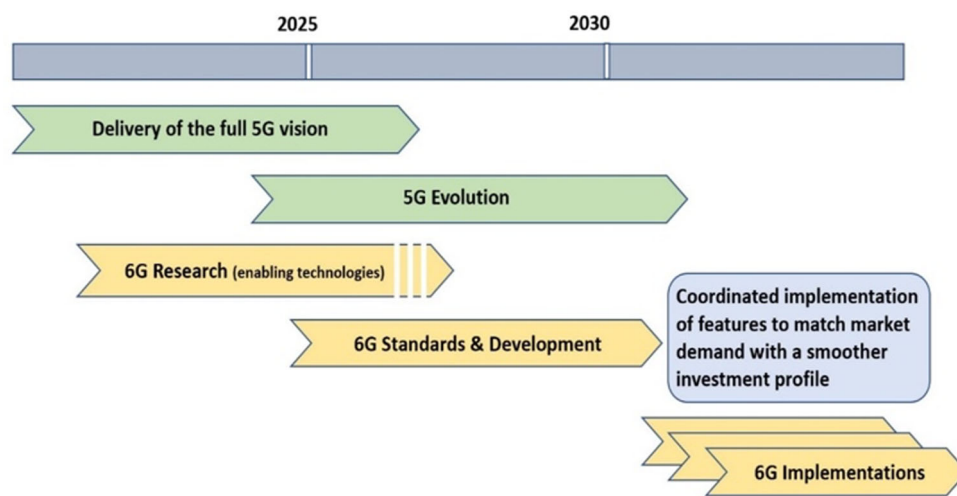 2025
2030
Delivery of the full 5G vision
5G Evolution
6G Research (enabling technologies)
6G Standards & Development
Coordinated implementation
of features to match market
demand with a smoother
investment profile
6G Implementations